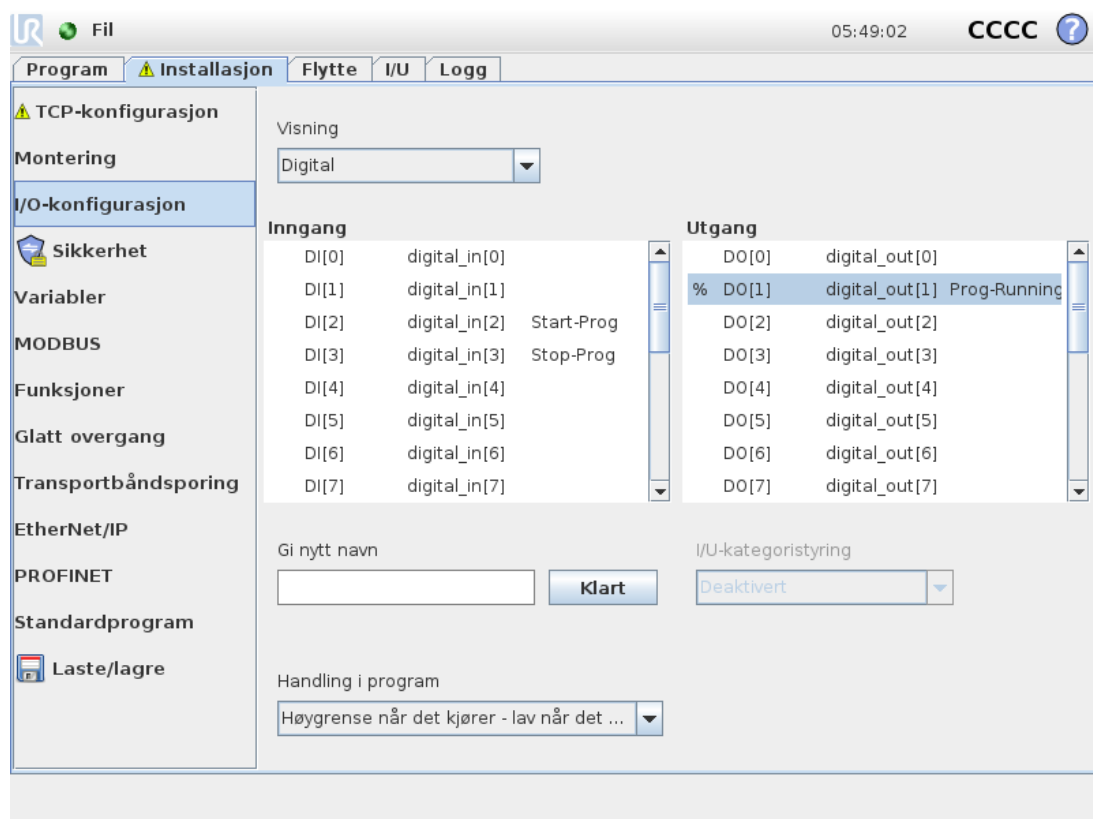 UR Fil 05:49:02 CCCC ?
Program Installasjon Flytte I/U Logg
TCP-konfigurasjon
Montering
I/O-konfigurasjon
Sikkerhet
Variabler
MODBUS
Funksjoner
Glatt overgang
Transportbåndsporing
EtherNet/IP
PROFINET
Standardprogram
Laste/lagre
Visning
Digital
Inngang
DI[0] digital_in[0]
DI[1] digital_in[1]
DI[2] digital_in[2] Start-Prog
DI[3] digital_in[3] Stop-Prog
DI[4] digital_in[4]
DI[5] digital_in[5]
DI[6] digital_in[6]
DI[7] digital_in[7]
Utgang
DO[0] digital_out[0]
% DO[1] digital_out[1] Prog-Running
DO[2] digital_out[2]
DO[3] digital_out[3]
DO[4] digital_out[4]
DO[5] digital_out[5]
DO[6] digital_out[6]
DO[7] digital_out[7]
Gi nytt navn
Klart
I/U-kategoristyring
Deaktivert
Handling i program
Høygrense når det kjører - lav når det ...